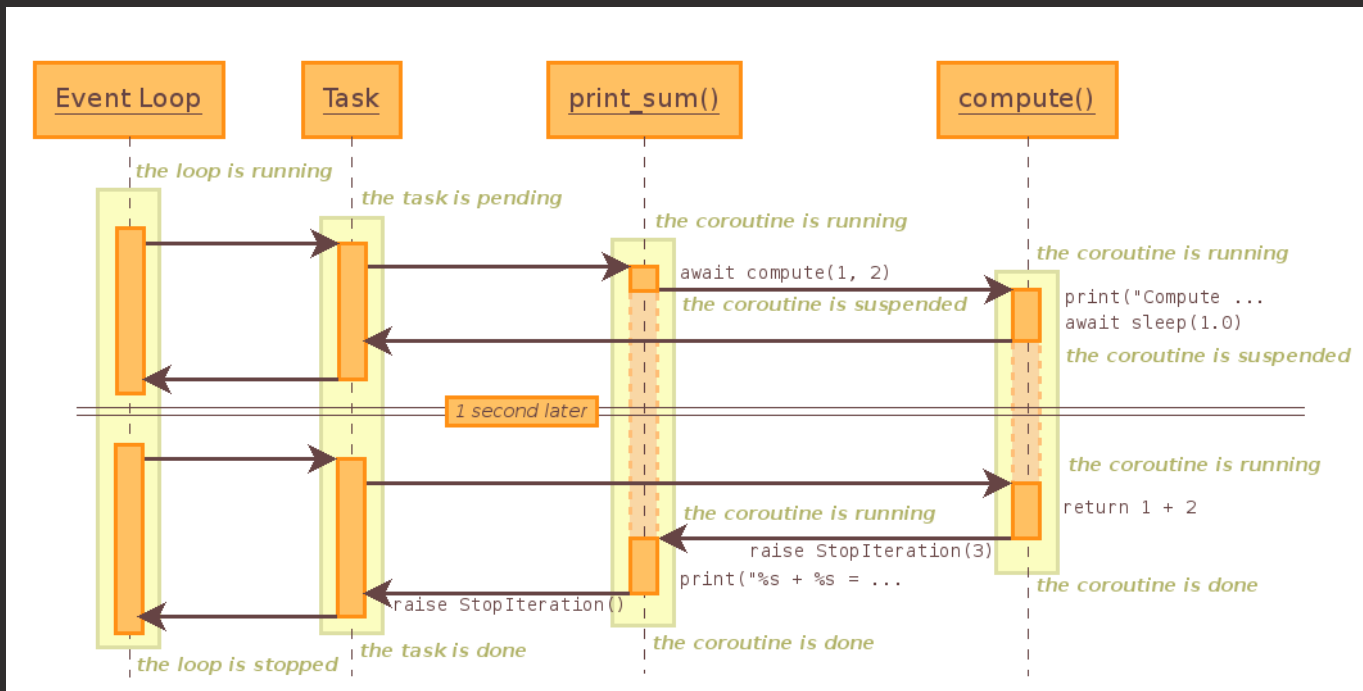 Event Loop
Task
print_sum()
compute()
the loop is running
the task is pending
the coroutine is running
the coroutine is running
await compute(1, 2)
the coroutine is suspended
print("Compute ...
await sleep(1.0)
the coroutine is suspended
1 second later
the coroutine is running
return 1 + 2
the coroutine is running
raise StopIteration(3)
print("%s + %s = ...
the coroutine is done
raise StopIteration()
the coroutine is done
the task is done
the loop is stopped